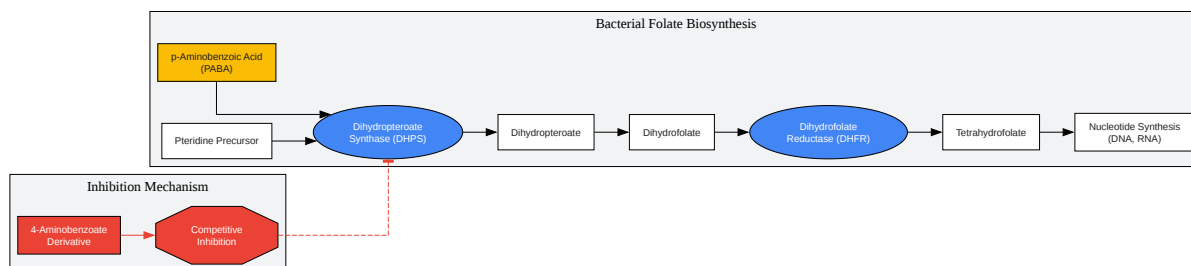 Bacterial Folate Biosynthesis
p-Aminobenzoic Acid
(PABA)
Pteridine Precursor
Dihydropteroate
Synthase (DHPS)
Dihydropteroate
Dihydrofolate
Dihydrofolate
Reductase (DHFR)
Tetrahydrofolate
Nucleotide Synthesis
(DNA, RNA)
Inhibition Mechanism
4-Aminobenzoate
Derivative
Competitive
Inhibition